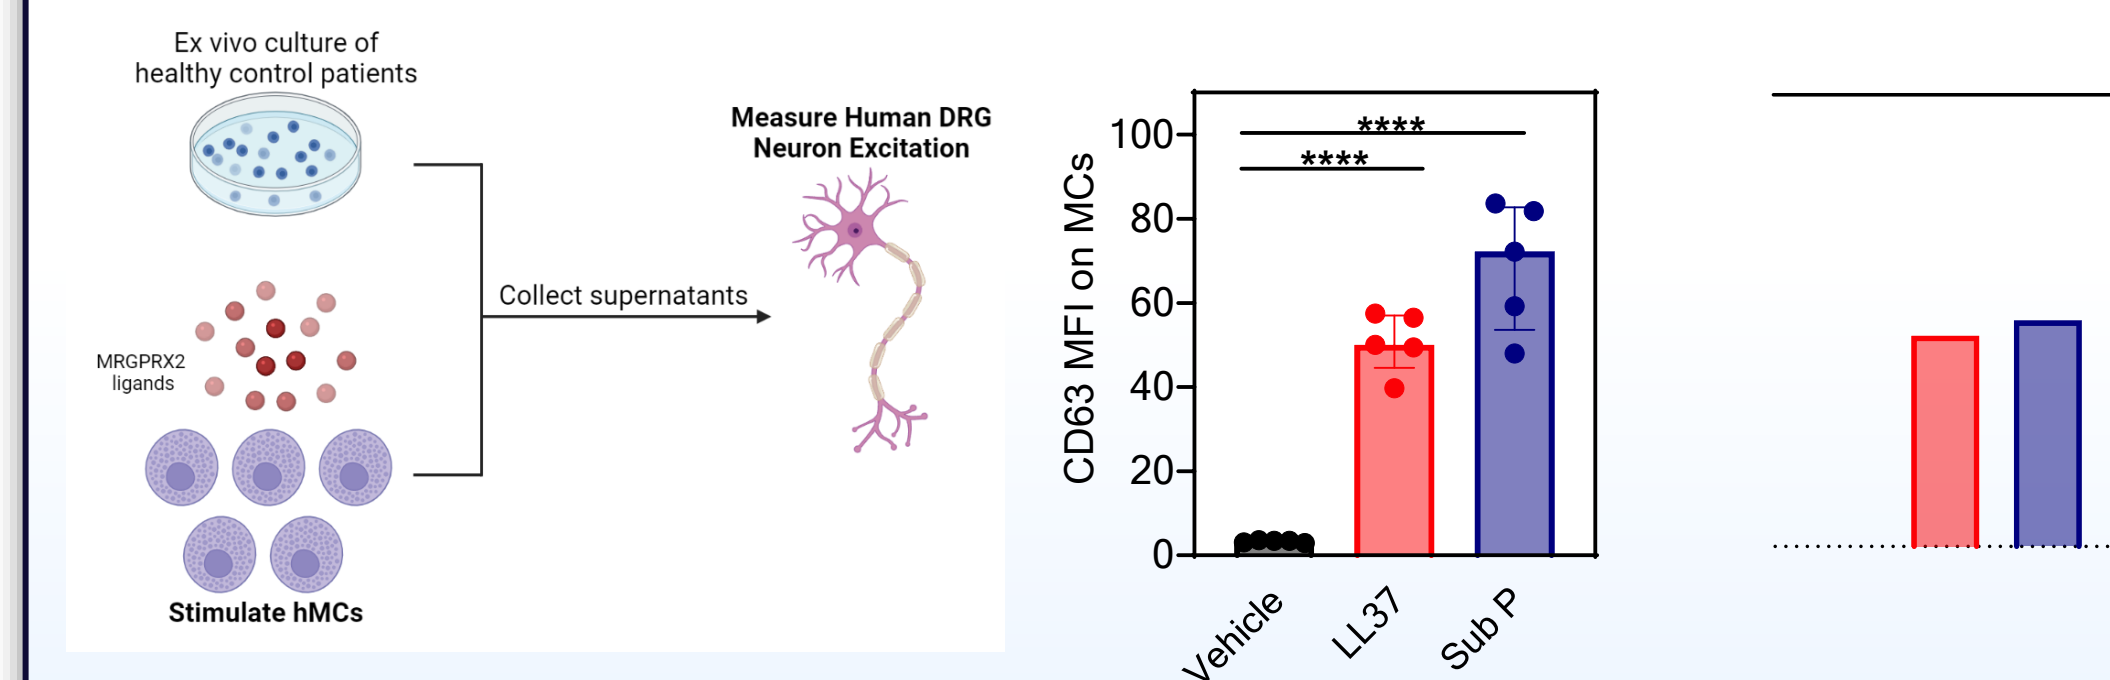 Ex vivo culture of
healthy control patients
MRGPRX2
ligands
Stimulate hMCs
Collect supernatants
Measure Human DRG
Neuron Excitation
CD63 MFI on MCs
100
80
60
40
20
0
****
****
Vehicle
LL37
Sub P